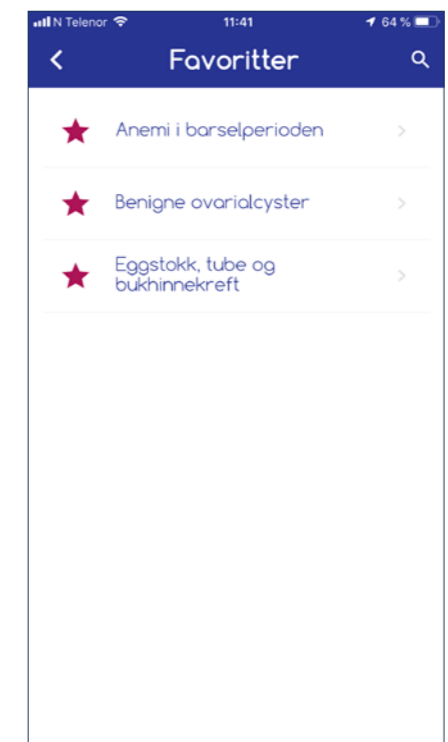 N Telenor 11:41 64 %
Favoritter
Anemi i barselperioden
Benigne ovarialcyster
Eggstokk, tube og
bukhinnekreft